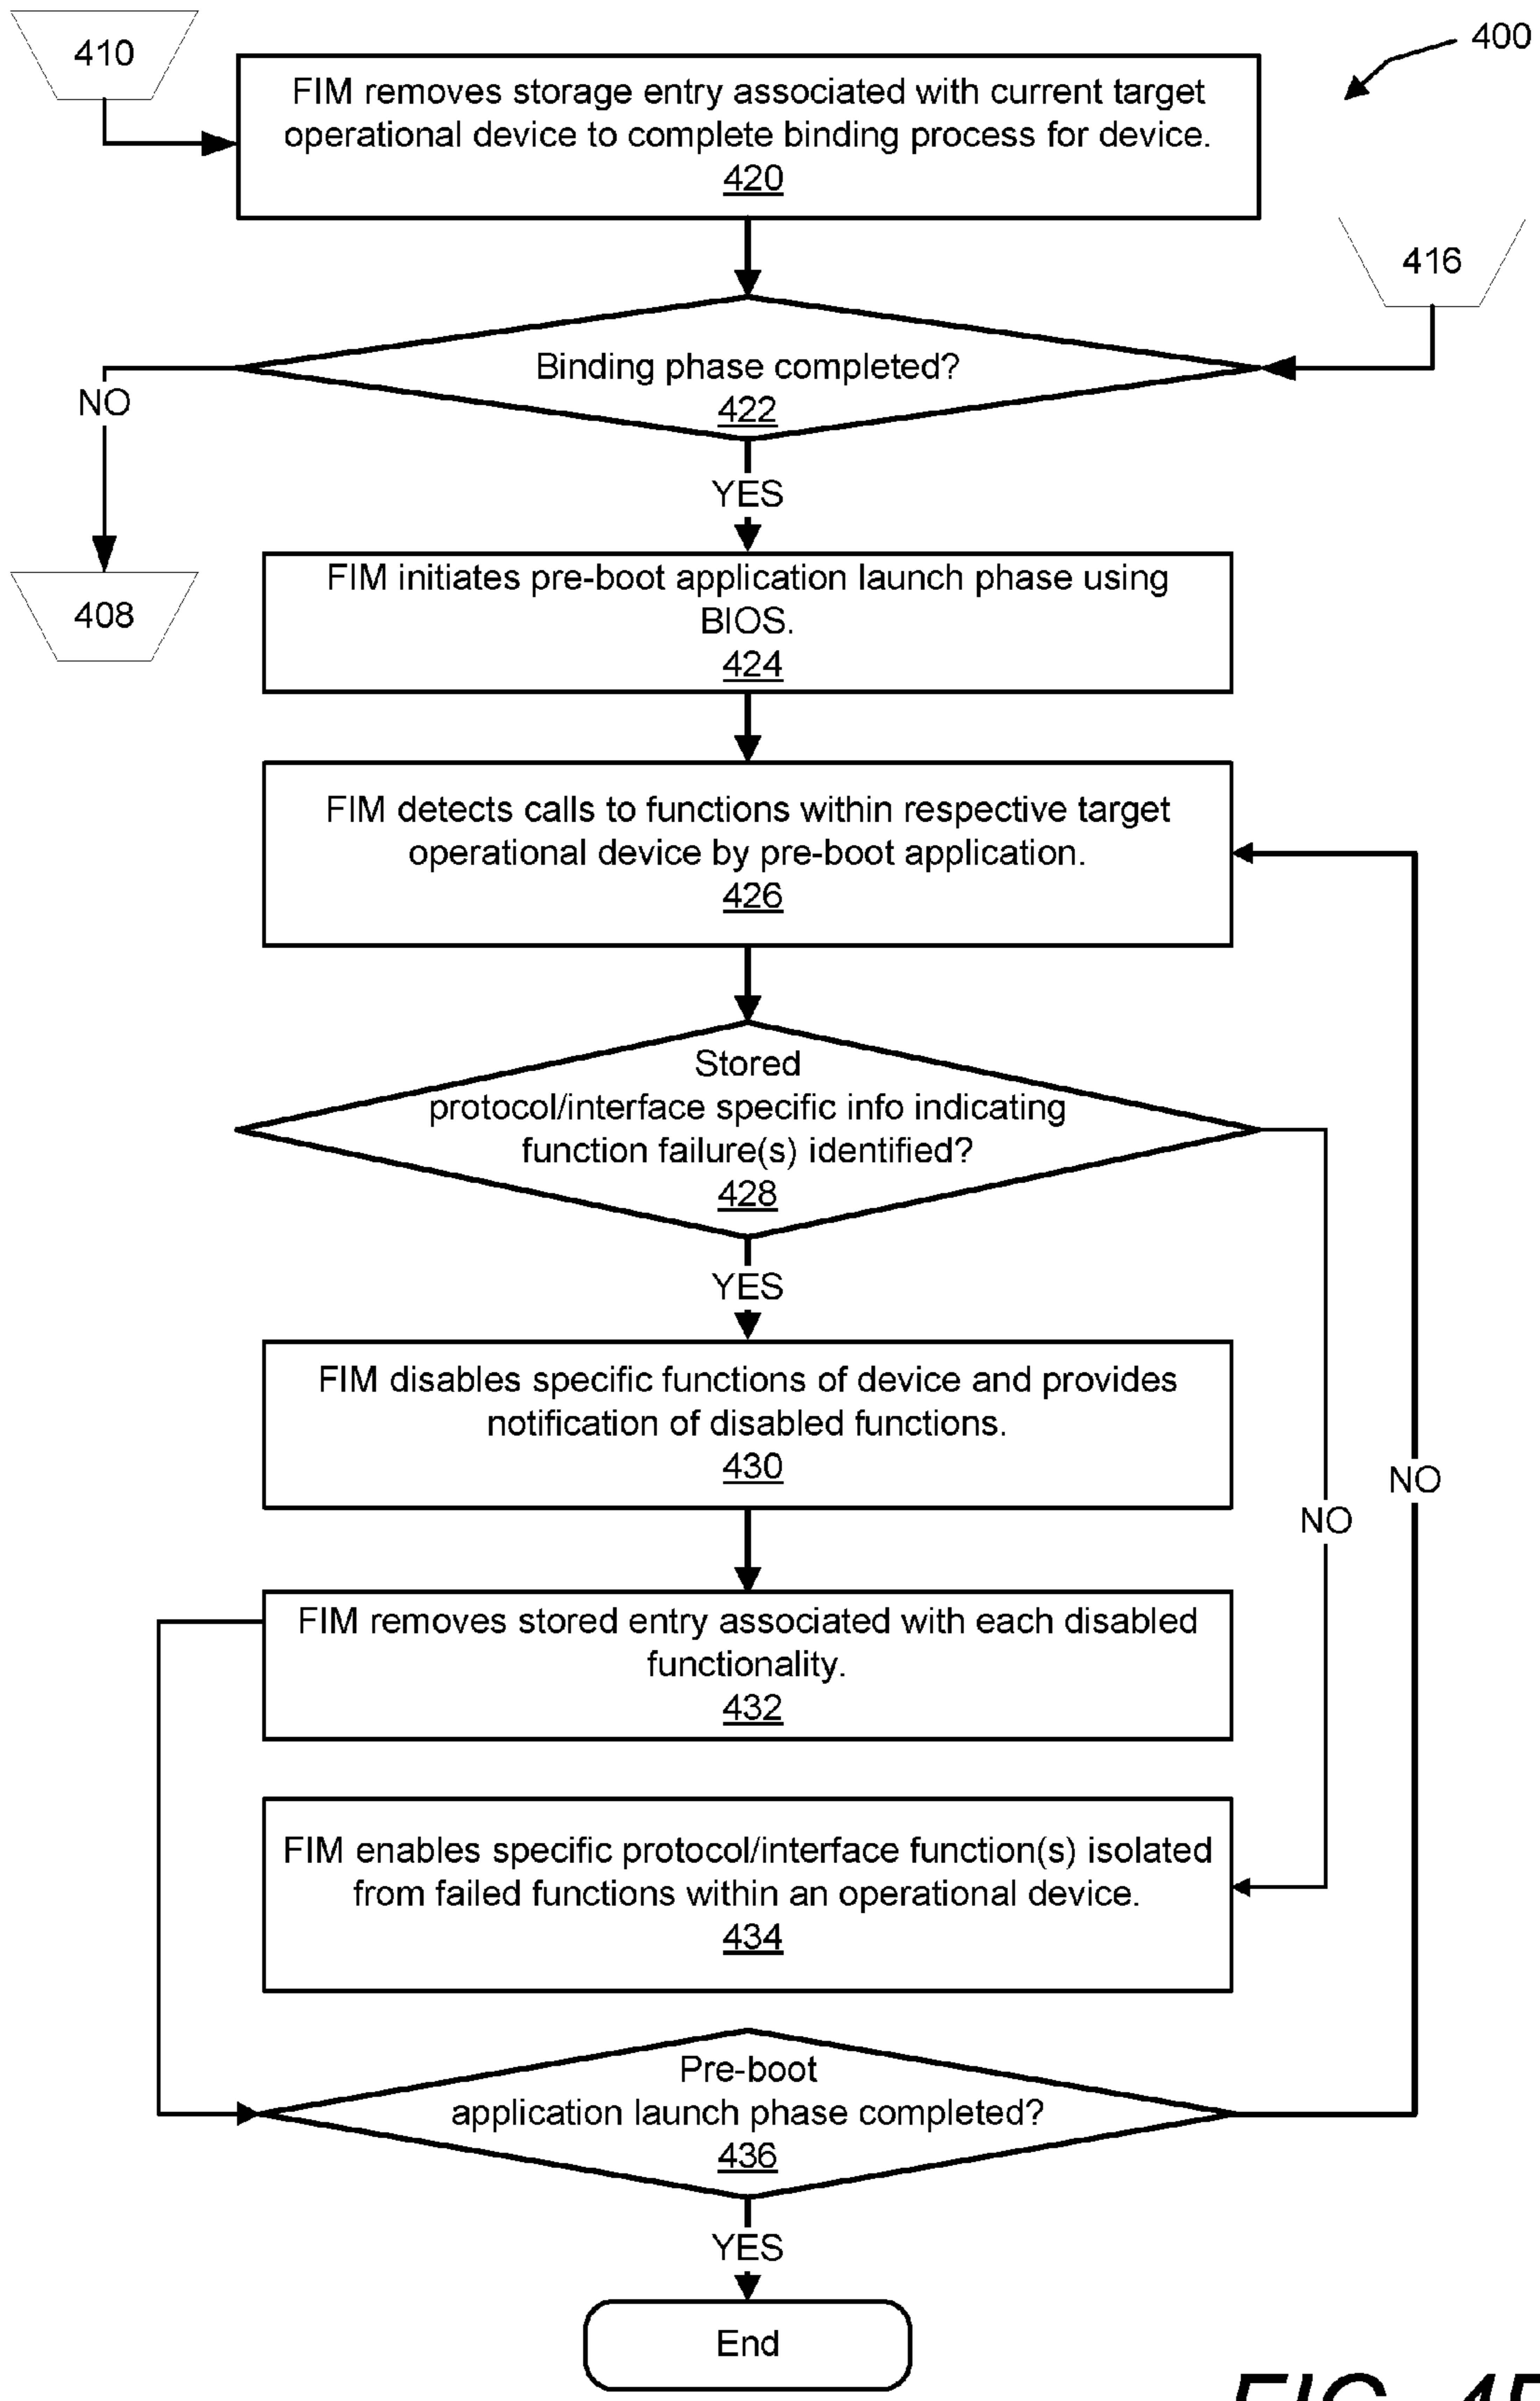 410
400
FIM removes storage entry associated with current target
operational device to complete binding process for device.
420
416
Binding phase completed?
422
NO
YES
408
FIM initiates pre-boot application launch phase using
BIOS.
424
FIM detects calls to functions within respective target
operational device by pre-boot application.
426
Stored
protocol/interface specific info indicating
function failure(s) identified?
428
YES
FIM disables specific functions of device and provides
notification of disabled functions.
430
NO
NO
FIM removes stored entry associated with each disabled
functionality.
432
FIM enables specific protocol/interface function(s) isolated
from failed functions within an operational device.
434
Pre-boot
application launch phase completed?
436
YES
End